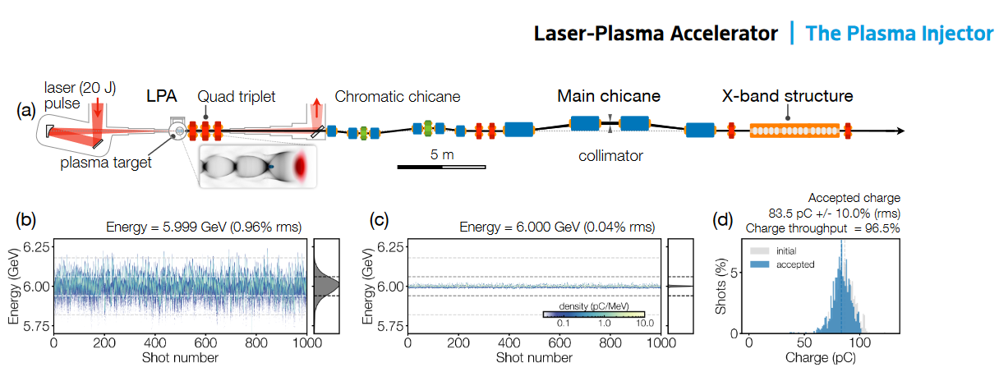 Laser-Plasma Accelerator | The Plasma Injector
(a)
laser (20 J)
pulse
LPA
Quad triplet
Chromatic chicane
Main chicane
X-band structure
plasma target
5 m
collimator
(b)
Energy = 5.999 GeV (0.96% rms)
Energy (GeV)
6.25
6.00
5.75
0 200 400 600 800 1000
Shot number
(c)
Energy = 6.000 GeV (0.04% rms)
Energy (GeV)
6.25
6.00
5.75
density (pC/MeV)
0.1 1.0 10.0
0 200 400 600 800 1000
Shot number
(d)
Accepted charge
83.5 pC +/- 10.0% (rms)
Charge throughput = 96.5%
initial
accepted
Shots (%)
5
0
0 50 100
Charge (pC)